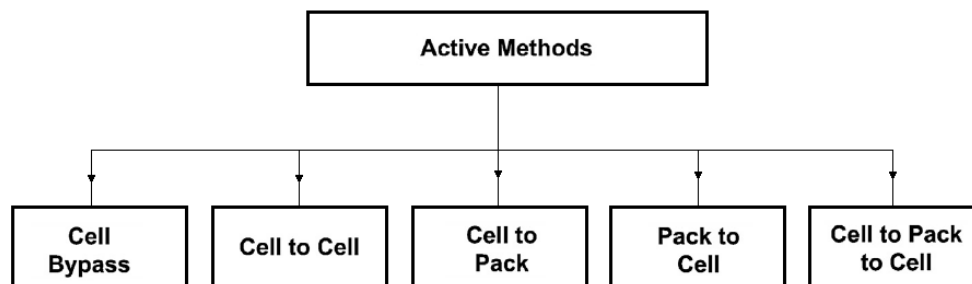 Active Methods
Cell
Bypass
Cell to Cell
Cell to
Pack
Pack to
Cell
Cell to Pack
to Cell